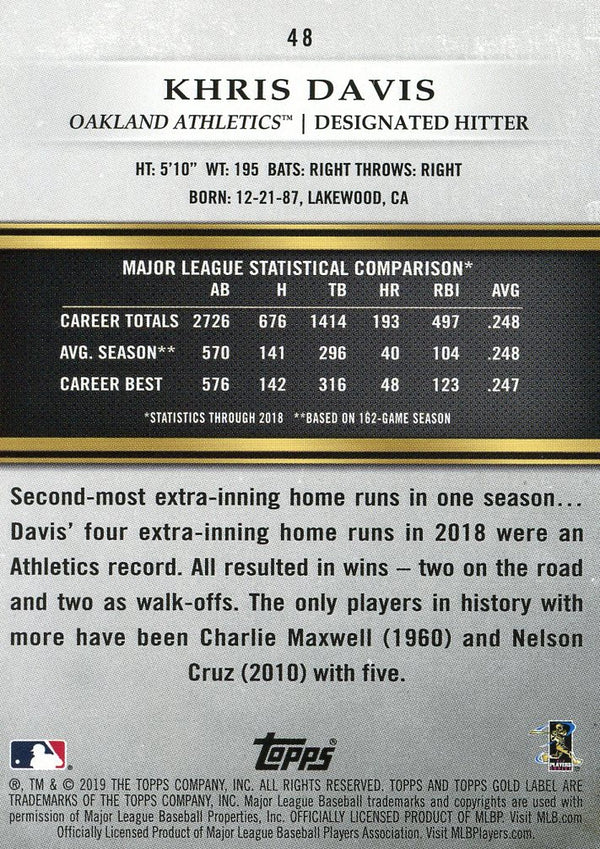 48
KHRIS DAVIS
OAKLAND ATHLETICS™ | DESIGNATED HITTER
HT: 5'10" WT: 195 BATS: RIGHT THROWS: RIGHT
BORN: 12-21-87, LAKEWOOD, CA
MAJOR LEAGUE STATISTICAL COMPARISON*
AB H TB HR RBI AVG
CAREER TOTALS 2726 676 1414 193 497 .248
AVG. SEASON** 570 141 296 40 104 .248
CAREER BEST 576 142 316 48 123 .247
*STATISTICS THROUGH 2018 **BASED ON 162-GAME SEASON
Second-most extra-inning home runs in one season...
Davis' four extra-inning home runs in 2018 were an
Athletics record. All resulted in wins – two on the road
and two as walk-offs. The only players in history with
more have been Charlie Maxwell (1960) and Nelson
Cruz (2010) with five.
Topps®
PLAYERS
®, TM & © 2019 THE TOPPS COMPANY, INC. ALL RIGHTS RESERVED. TOPPS AND TOPPS GOLD LABEL ARE
TRADEMARKS OF THE TOPPS COMPANY, INC. Major League Baseball trademarks and copyrights are used with
permission of Major League Baseball Properties, Inc. OFFICIALLY LICENSED PRODUCT OF MLBP. Visit MLB.com
Officially Licensed Product of Major League Baseball Players Association. Visit MLBPlayers.com.